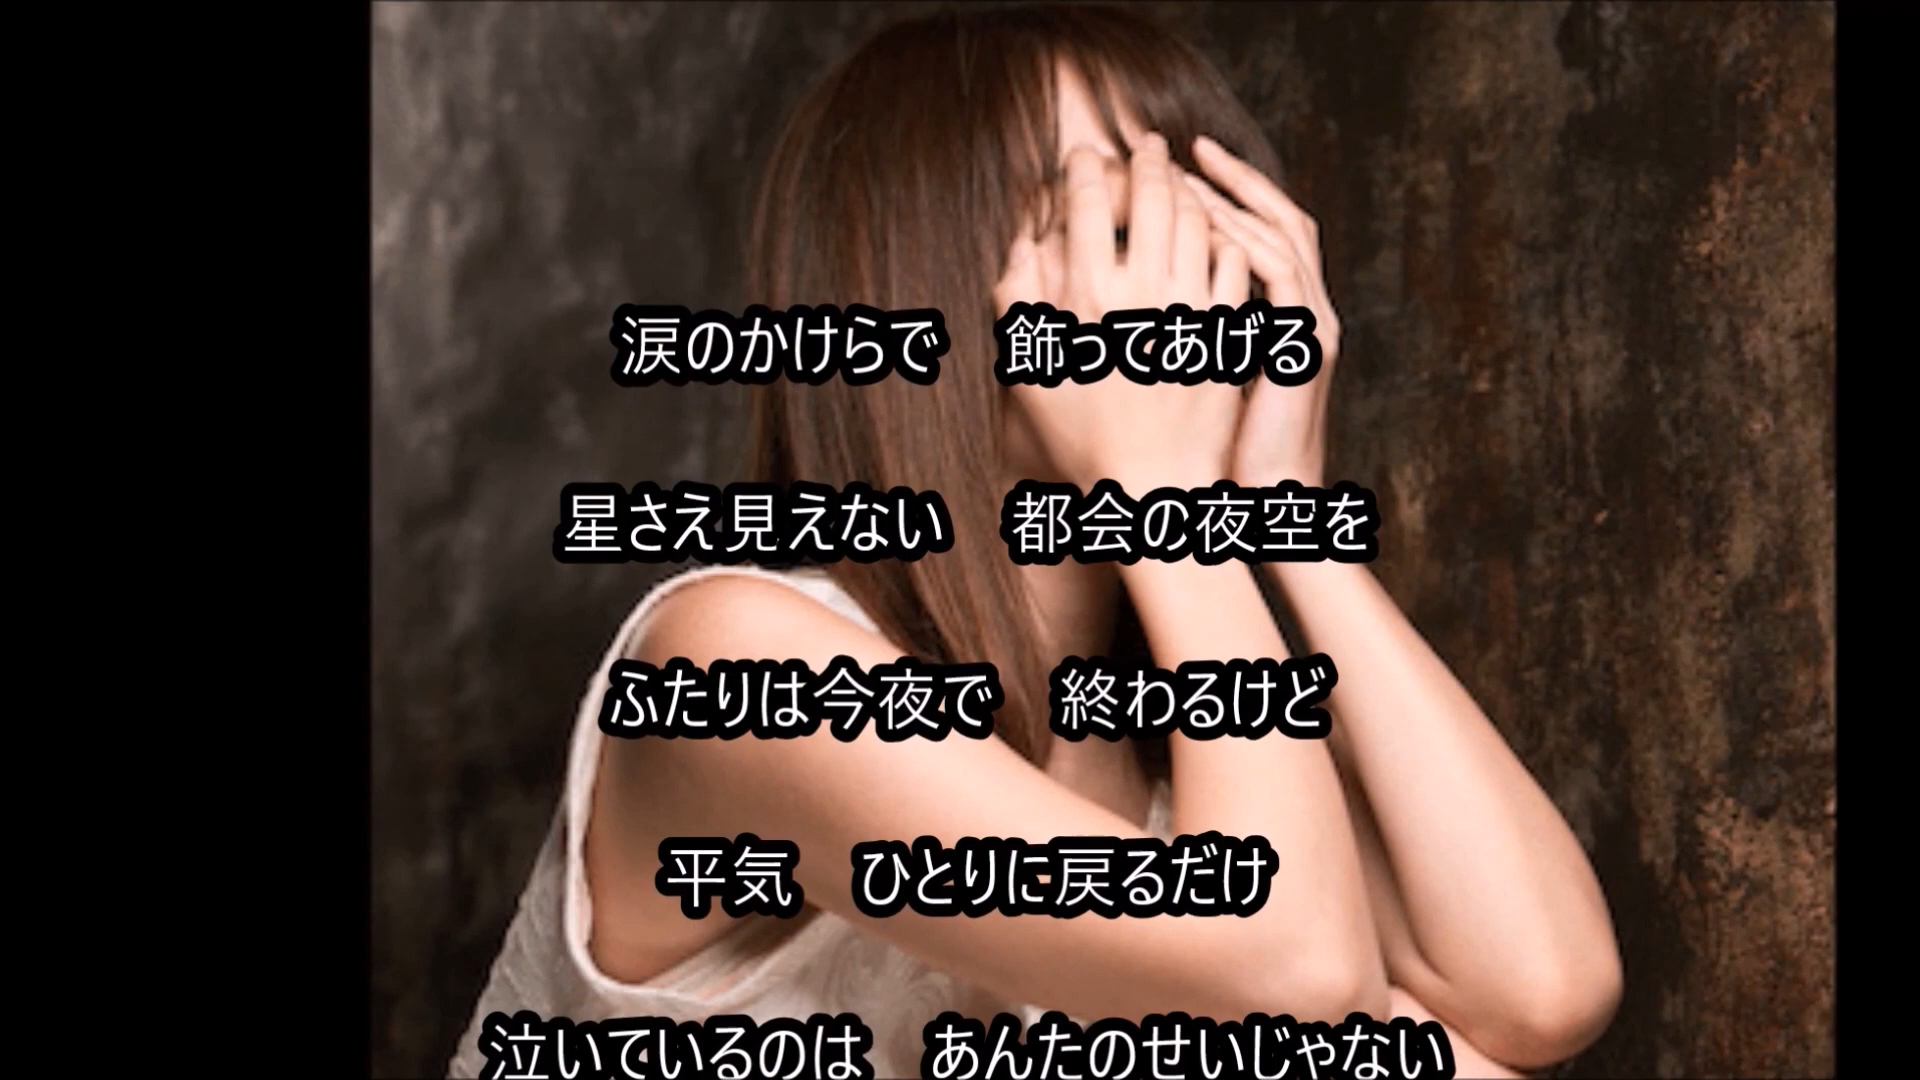 涙のかけらで　飾ってあげる
星さえ見えない　都会の夜空を
ふたりは今夜で　終わるけど
平気　ひとりに戻るだけ
泣いているのは　あんたのせいじゃない